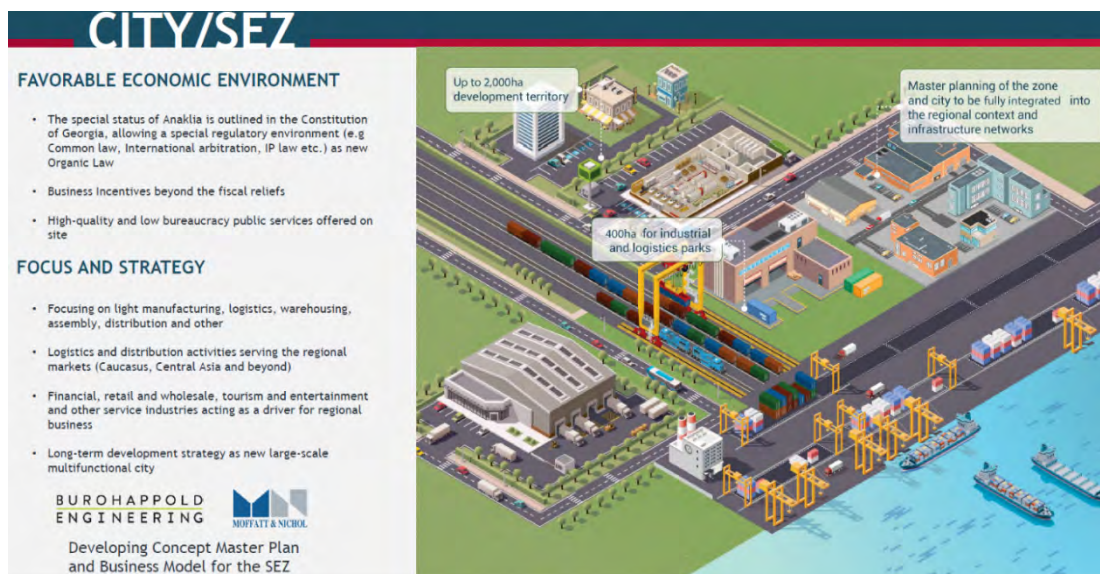 CITY/SEZ
FAVORABLE ECONOMIC ENVIRONMENT
• The special status of Anaklia is outlined in the Constitution
of Georgia, allowing a special regulatory environment (e.g
Common law, International arbitration, IP law etc.) as new
Organic Law
• Business Incentives beyond the fiscal reliefs
• High-quality and low bureaucracy public services offered on
site
FOCUS AND STRATEGY
• Focusing on light manufacturing, logistics, warehousing,
assembly, distribution and other
• Logistics and distribution activities serving the regional
markets (Caucasus, Central Asia and beyond)
• Financial, retail and wholesale, tourism and entertainment
and other service industries acting as a driver for regional
business
• Long-term development strategy as new large-scale
multifunctional city
BUROHAPPOLD
ENGINEERING
MOFFATT & NICHOL
Developing Concept Master Plan
and Business Model for the SEZ
Up to 2,000ha
development territory
Master planning of the zone
and city to be fully integrated into
the regional context and
infrastructure networks
400ha for industrial
and logistics parks